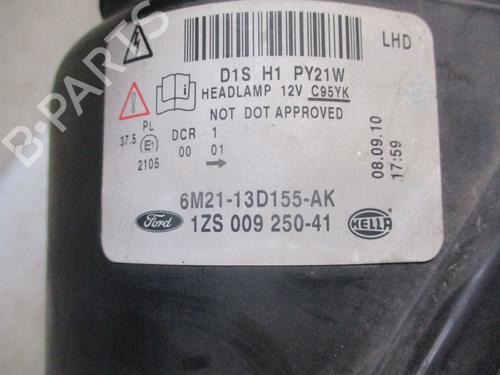 LHD
D1S H1 PY21W
HEADLAMP 12V C95YK
NOT DOT APPROVED
PL
37.5 E1 DCR 1
2105 00 01
08.09.10 17:59
6M21-13D155-AK
Ford 1ZS 009 250-41 HELLA
B-PARTS